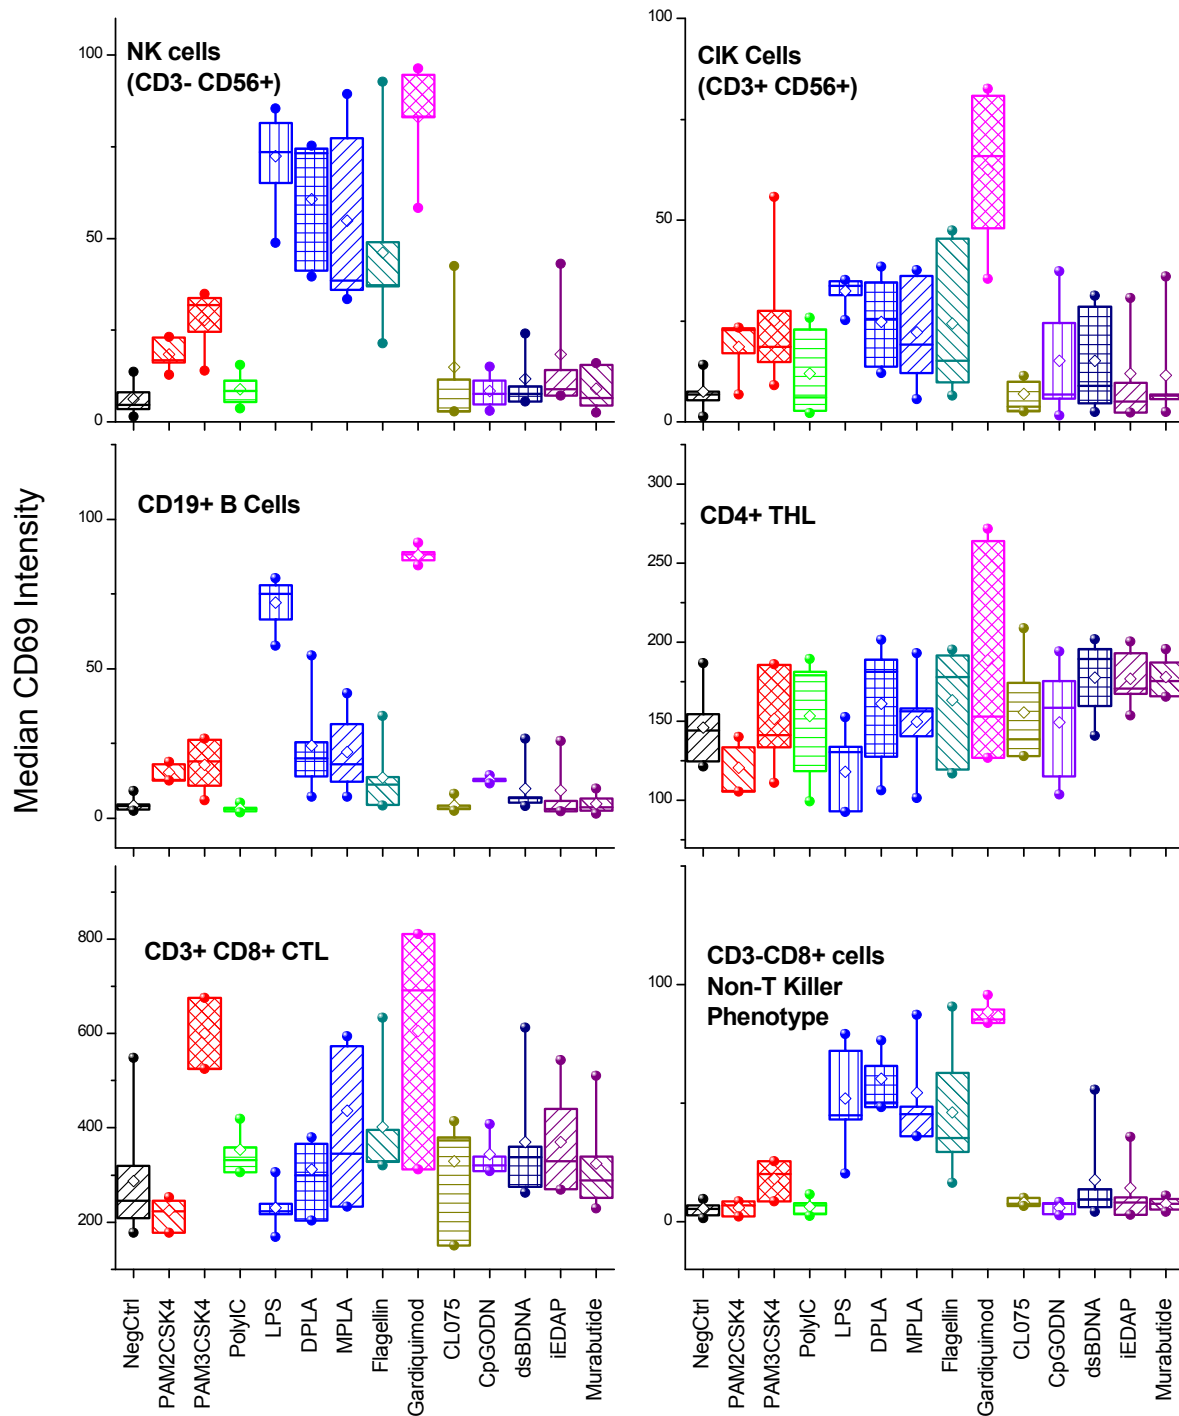 Median CD69 Intensity
NK cells
(CD3- CD56+)
100
50
0
CIK Cells
(CD3+ CD56+)
100
50
0
CD19+ B Cells
100
50
0
CD4+ THL
300
250
200
150
100
CD3+ CD8+ CTL
800
600
400
200
CD3-CD8+ cells
Non-T Killer
Phenotype
100
0
NegCtrl
PAM2CSK4
PAM3CSK4
PolyIC
LPS
DPLA
MPLA
Flagellin
Gardiquimod
CL075
CpGODN
dsBDNA
iEDAP
Murabutide
NegCtrl
PAM2CSK4
PAM3CSK4
PolyIC
LPS
DPLA
MPLA
Flagellin
Gardiquimod
CL075
CpGODN
dsBDNA
iEDAP
Murabutide